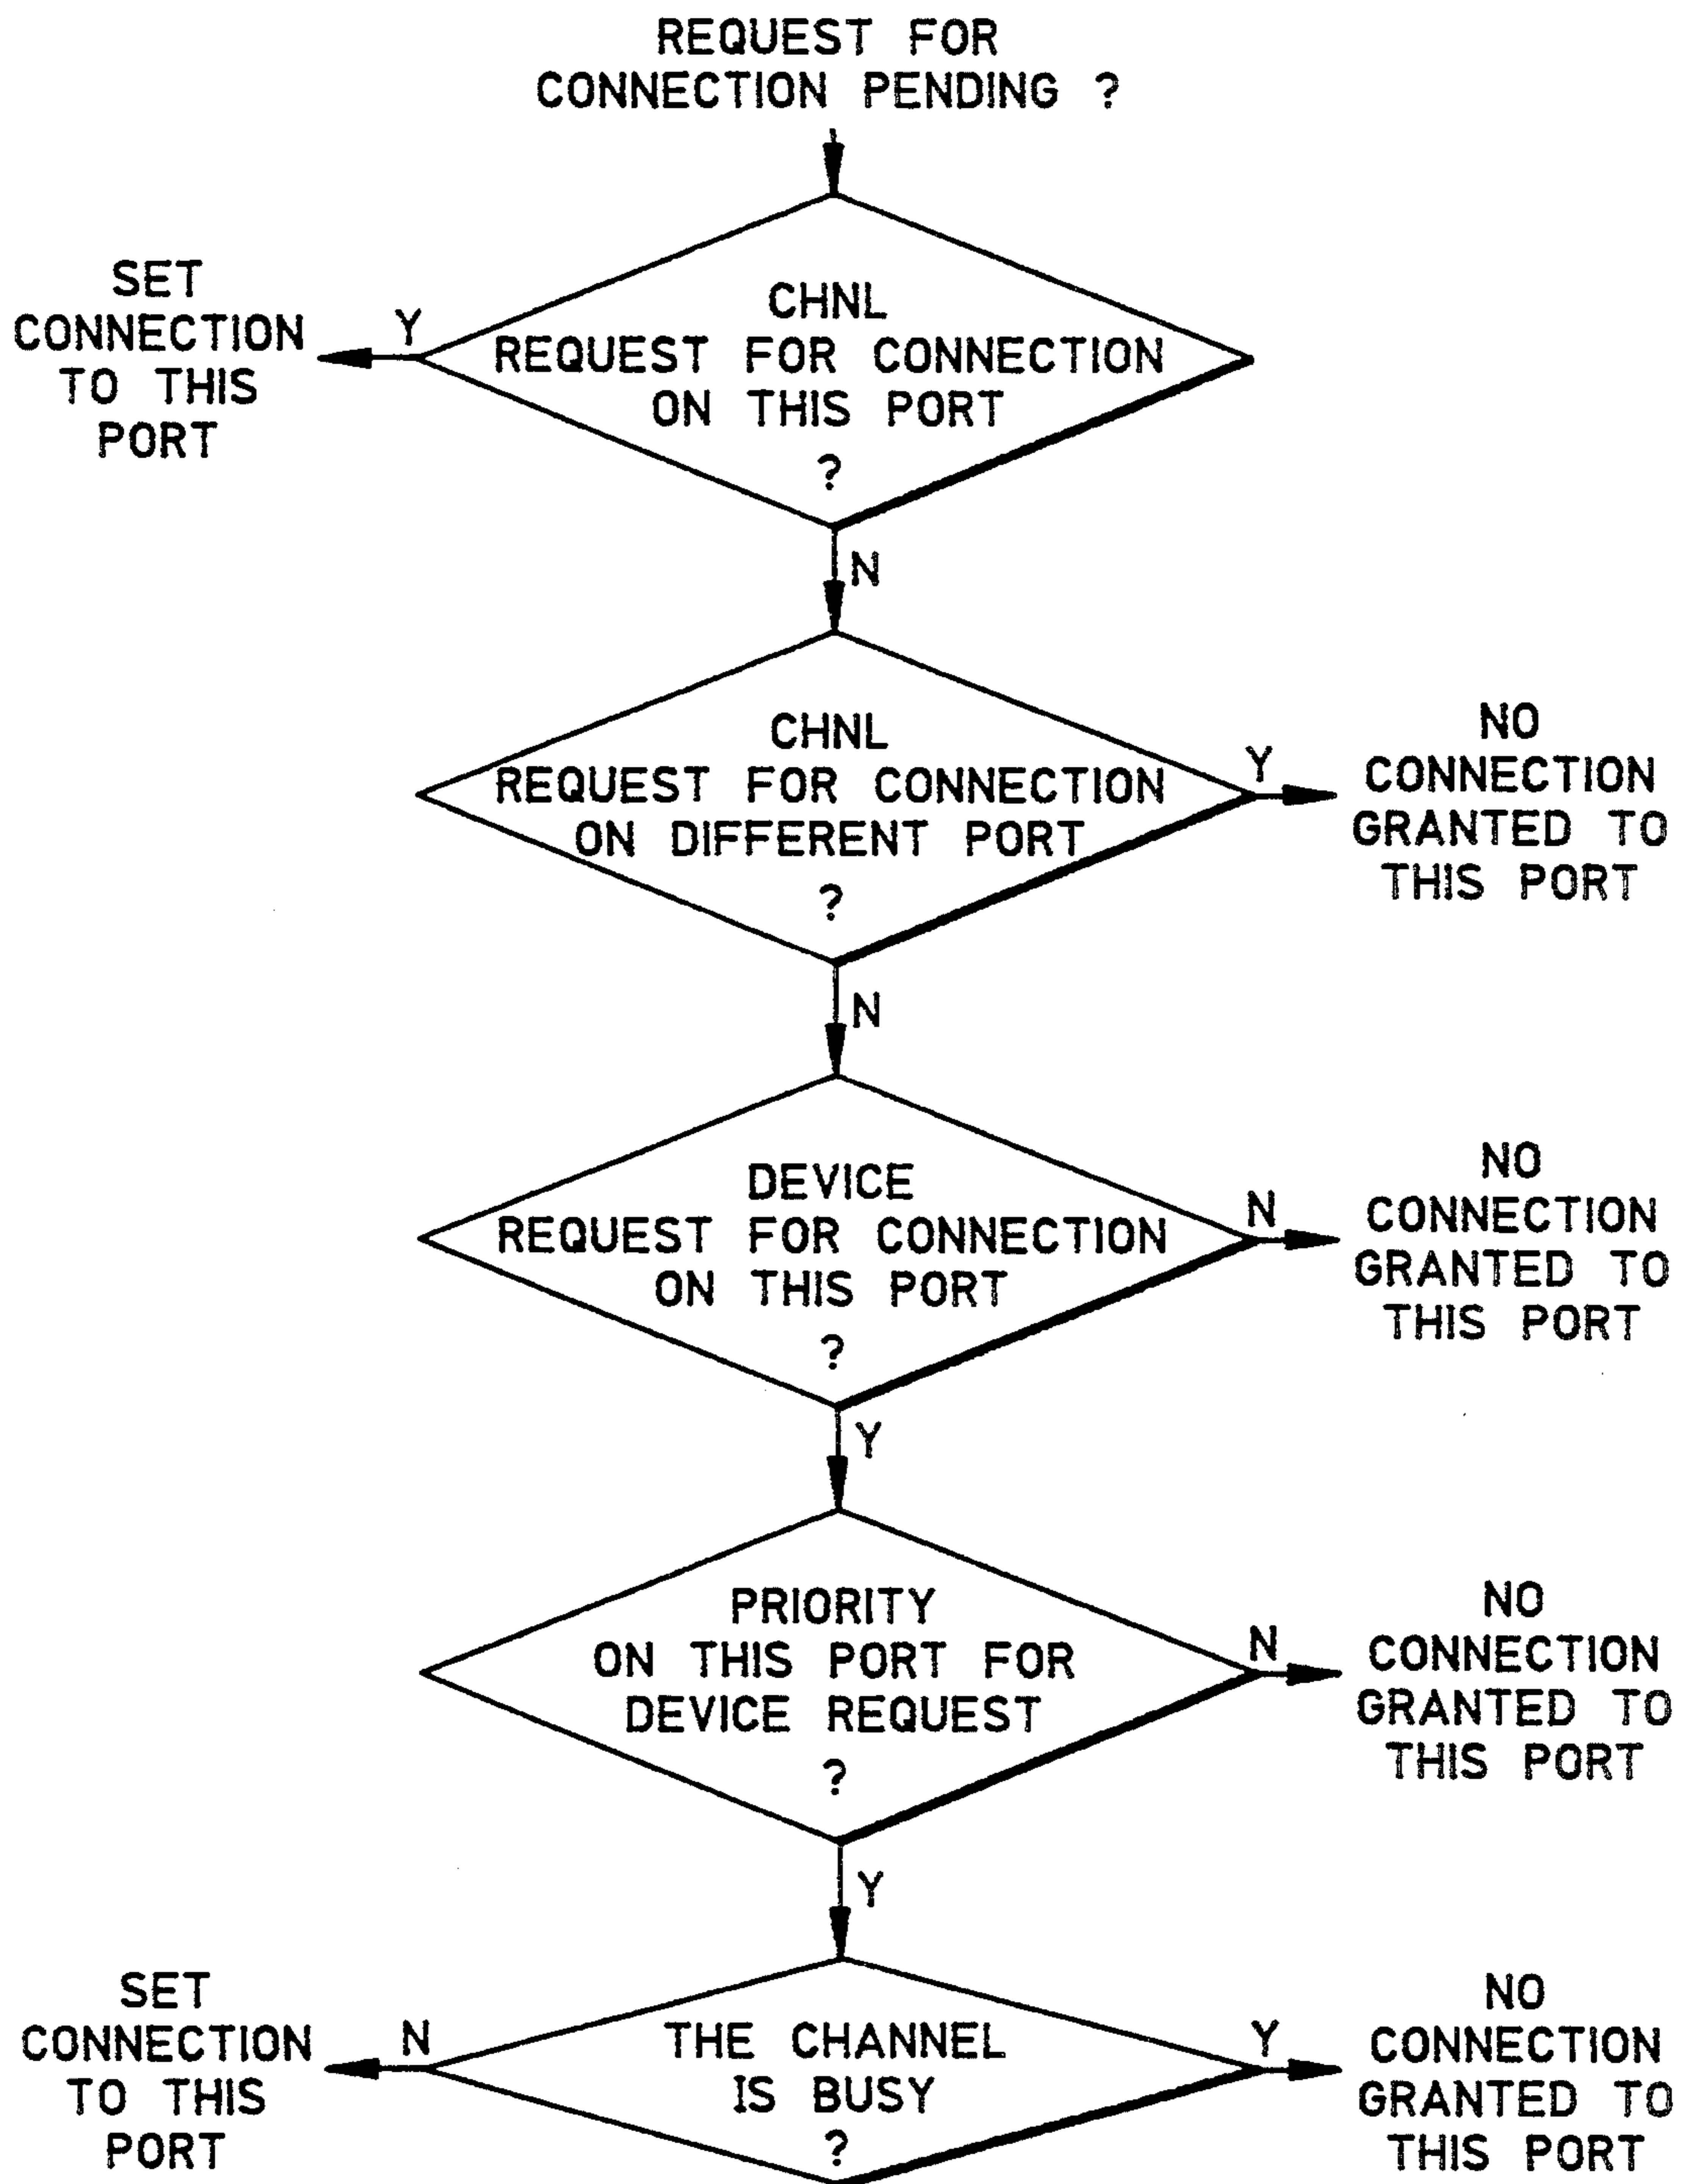 REQUEST FOR
CONNECTION PENDING ?
SET
CONNECTION
TO THIS
PORT
Y
CHNL
REQUEST FOR CONNECTION
ON THIS PORT
?
N
CHNL
REQUEST FOR CONNECTION
ON DIFFERENT PORT
?
Y
NO
CONNECTION
GRANTED TO
THIS PORT
N
DEVICE
REQUEST FOR CONNECTION
ON THIS PORT
?
N
NO
CONNECTION
GRANTED TO
THIS PORT
Y
PRIORITY
ON THIS PORT FOR
DEVICE REQUEST
?
N
NO
CONNECTION
GRANTED TO
THIS PORT
Y
SET
CONNECTION
TO THIS
PORT
N
THE CHANNEL
IS BUSY
?
Y
NO
CONNECTION
GRANTED TO
THIS PORT